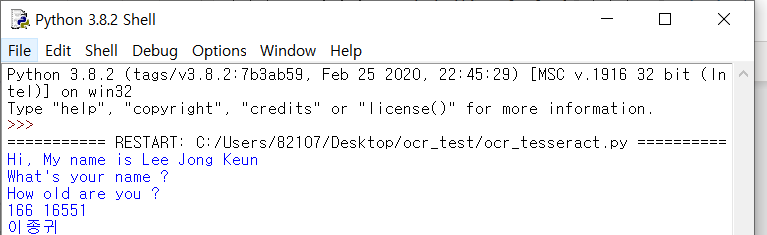 Python 3.8.2 Shell
File Edit Shell Debug Options Window Help
Python 3.8.2 (tags/v3.8.2:7b3ab59, Feb 25 2020, 22:45:29) [MSC v.1916 32 bit (In
tel)] on win32
Type "help", "copyright", "credits" or "license()" for more information.
>>>
=========== RESTART: C:/Users/82107/Desktop/ocr_test/ocr_tesseract.py ==========
Hi, My name is Lee Jong Keun
What's your name ?
How old are you ?
166 16551